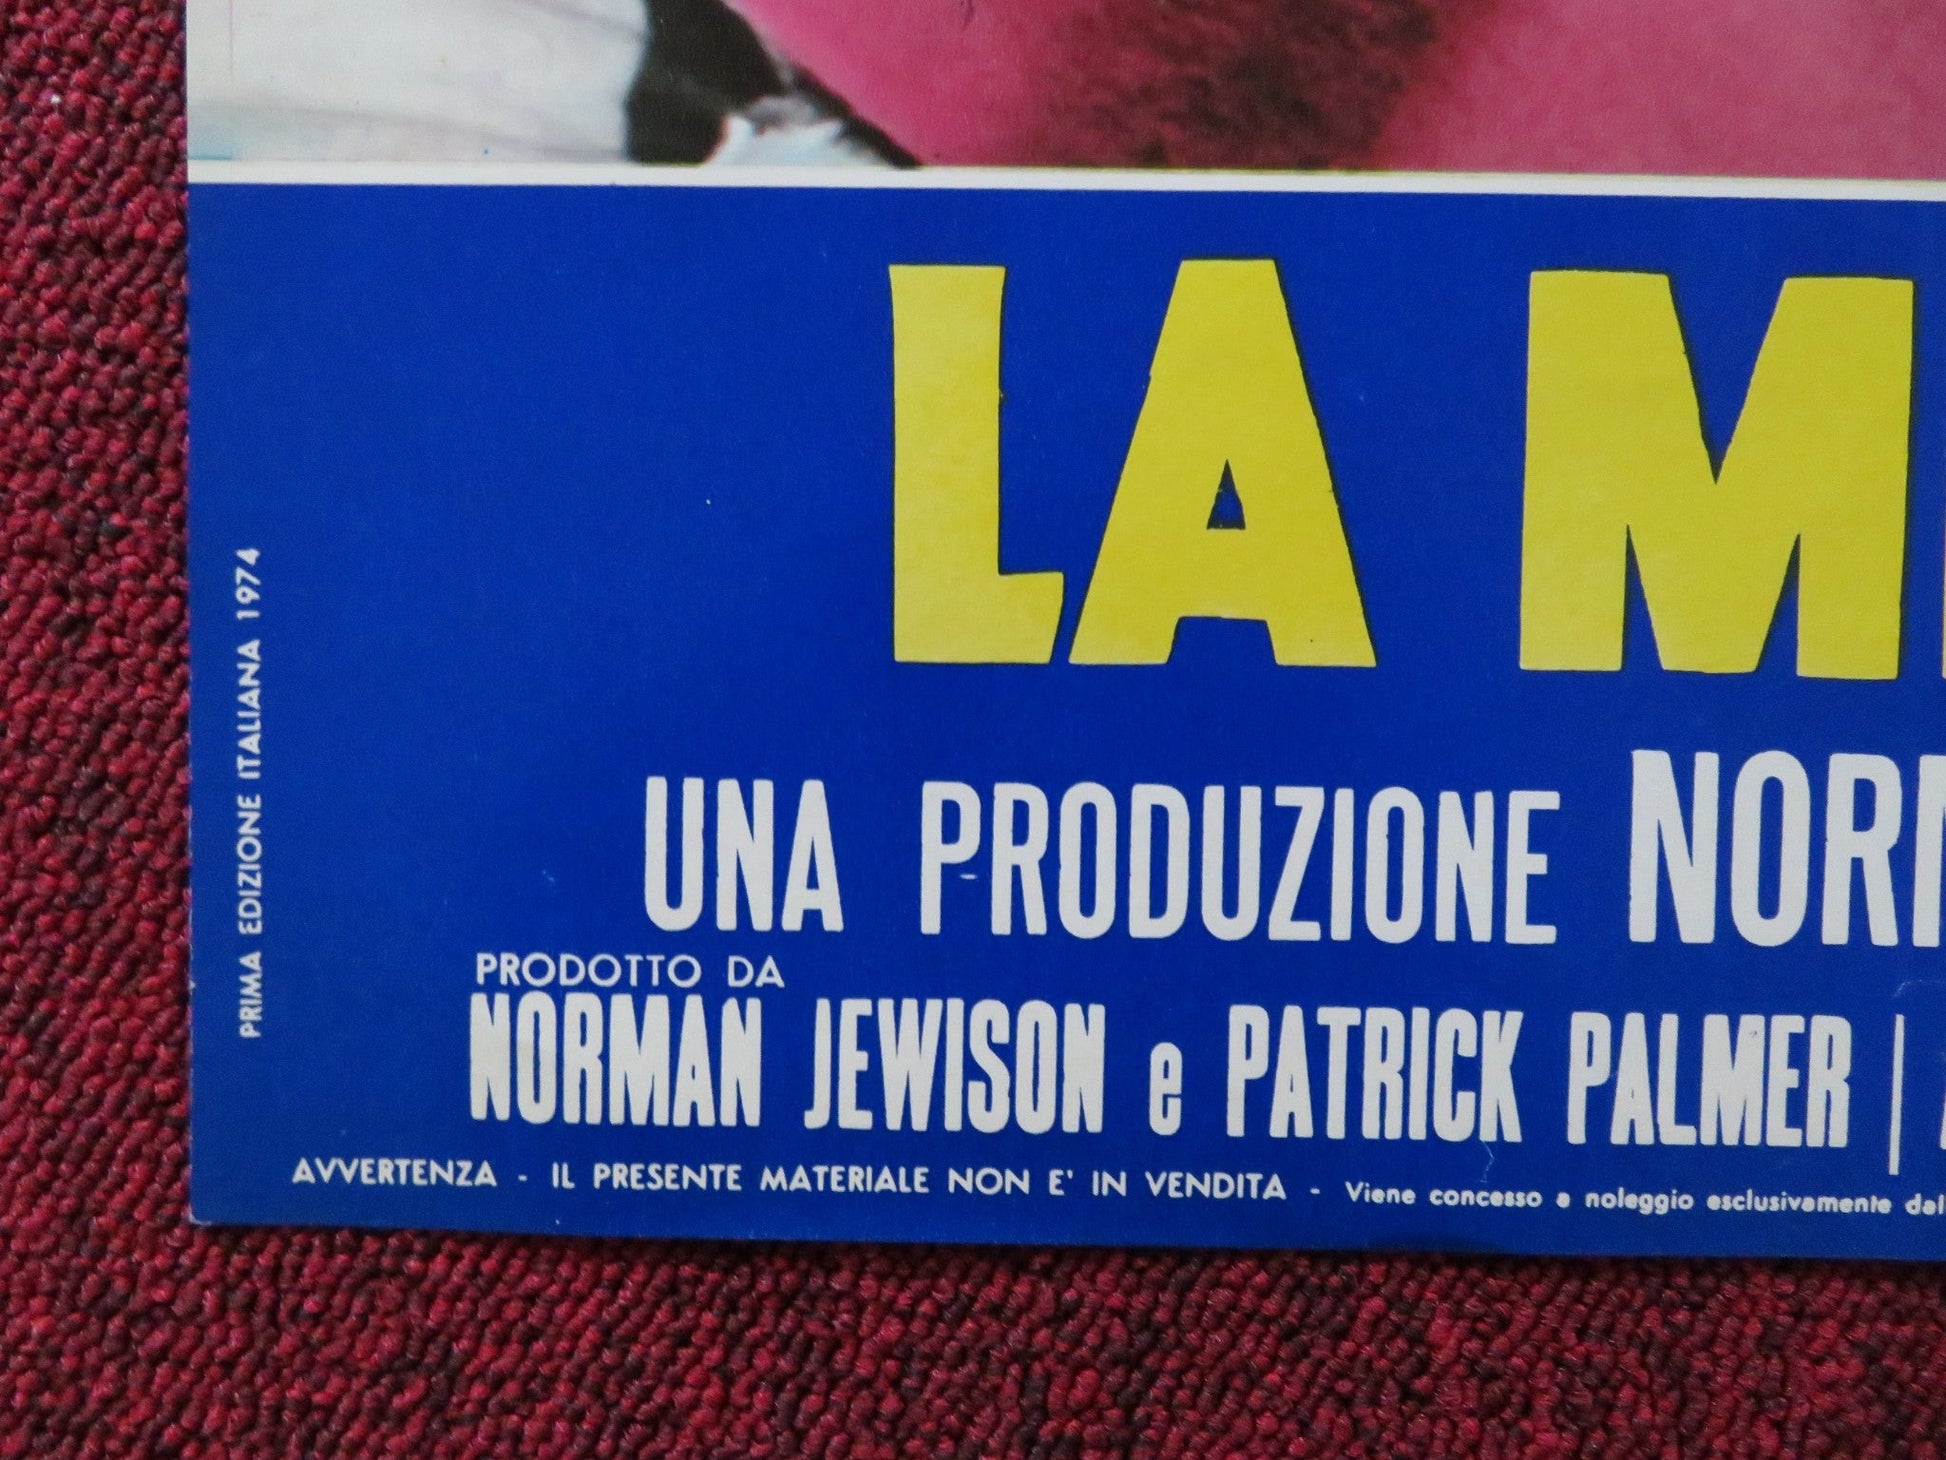 LA M
UNA PRODUZIONE NORM
PRODOTTO DA
NORMAN JEWISON e PATRICK PALMER |
AVVERTENZA - IL PRESENTE MATERIALE NON E' IN VENDITA - Viene concesso a noleggio esclusivamente dal
PRIMA EDIZIONE ITALIANA 1974